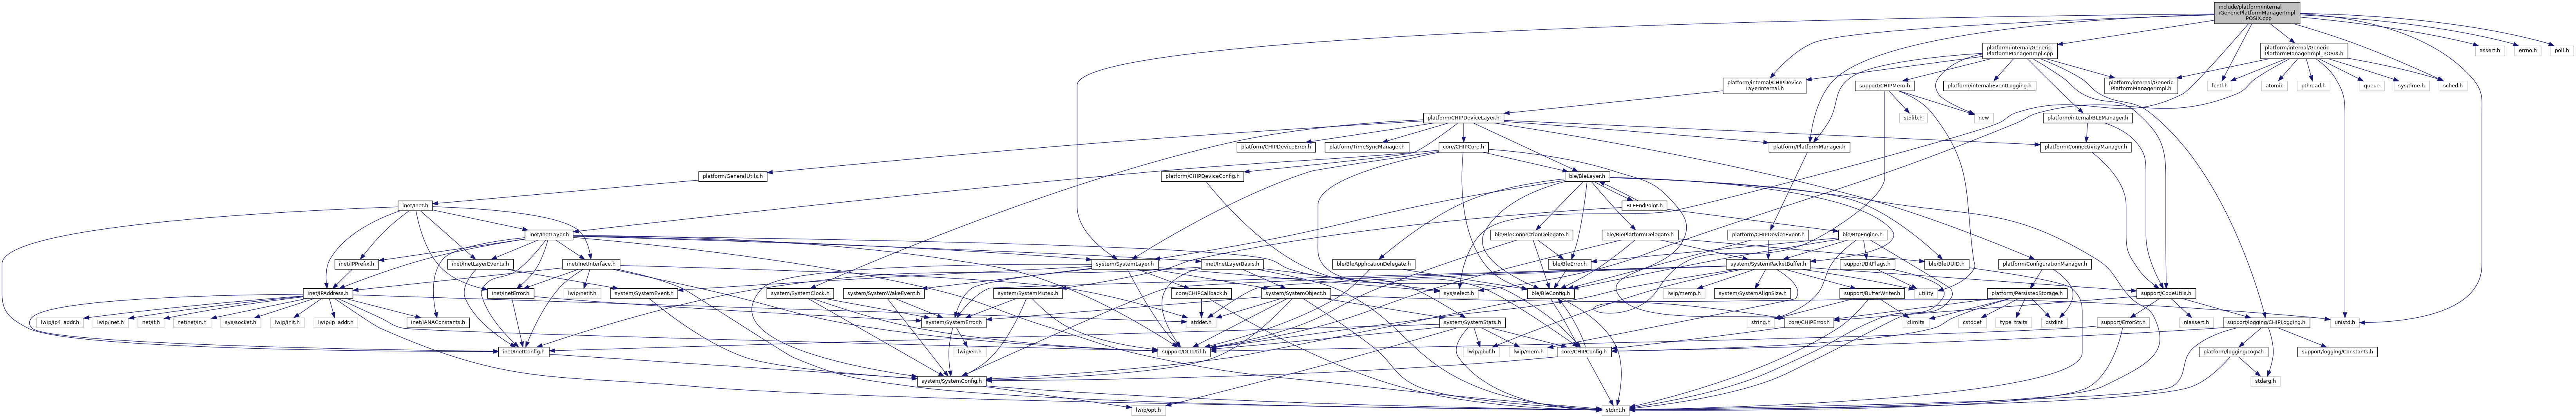 include/platform/internal
/GenericPlatformManagerImpl
_POSIX.cpp
platform/internal/Generic
PlatformManagerImpl.cpp
platform/internal/Generic
PlatformManagerImpl_POSIX.h
assert.h
errno.h
poll.h
platform/internal/CHIPDevice
LayerInternal.h
support/CHIPMem.h
platform/internal/EventLogging.h
platform/internal/Generic
PlatformManagerImpl.h
fcntl.h
atomic
pthread.h
queue
sys/time.h
sched.h
platform/CHIPDeviceLayer.h
stdlib.h
new
platform/internal/BLEManager.h
platform/CHIPDeviceError.h
platform/TimeSyncManager.h
core/CHIPCore.h
platform/PlatformManager.h
platform/ConnectivityManager.h
platform/GeneralUtils.h
platform/CHIPDeviceConfig.h
ble/BleLayer.h
inet/Inet.h
BLEEndPoint.h
inet/InetLayer.h
ble/BleConnectionDelegate.h
ble/BlePlatformDelegate.h
platform/CHIPDeviceEvent.h
ble/BtpEngine.h
inet/IPPrefix.h
inet/InetLayerEvents.h
inet/InetInterface.h
system/SystemLayer.h
inet/InetLayerBasis.h
ble/BleApplicationDelegate.h
ble/BleError.h
system/SystemPacketBuffer.h
support/BitFlags.h
ble/BleUUID.h
platform/ConfigurationManager.h
inet/IPAddress.h
inet/InetError.h
lwip/netif.h
system/SystemEvent.h
system/SystemClock.h
system/SystemWakeEvent.h
system/SystemMutex.h
core/CHIPCallback.h
system/SystemObject.h
sys/select.h
ble/BleConfig.h
lwip/memp.h
system/SystemAlignSize.h
support/BufferWriter.h
utility
platform/PersistedStorage.h
support/CodeUtils.h
lwip/ip4_addr.h
lwip/inet.h
net/if.h
netinet/in.h
sys/socket.h
lwip/init.h
lwip/ip_addr.h
inet/IANAConstants.h
system/SystemError.h
stddef.h
system/SystemStats.h
string.h
core/CHIPError.h
climits
cstddef
type_traits
cstdint
support/ErrorStr.h
nlassert.h
support/logging/CHIPLogging.h
unistd.h
inet/InetConfig.h
lwip/err.h
support/DLLUtil.h
lwip/pbuf.h
lwip/mem.h
core/CHIPConfig.h
platform/logging/LogV.h
support/logging/Constants.h
system/SystemConfig.h
stdarg.h
lwip/opt.h
stdint.h